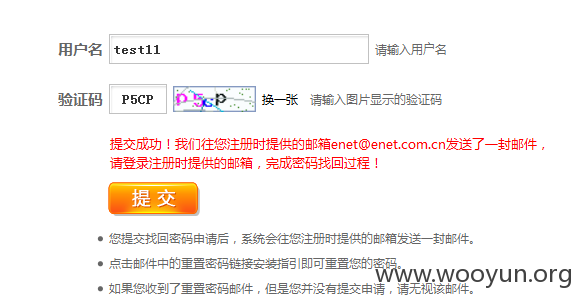 用户名 test11 请输入用户名
验证码 P5CP P5CP 换一张 请输入图片显示的验证码
提交成功！我们往您注册时提供的邮箱enet@enet.com.cn发送了一封邮件，
请登录注册时提供的邮箱，完成密码找回过程！
提 交
• 您提交找回密码申请后，系统会往您注册时提供的邮箱发送一封邮件。
• 点击邮件中的重置密码链接安装指引即可重置您的密码。
www.wooyun.org
• 如果您收到了重置密码邮件，但是您并没有提交申请，请无视该邮件。